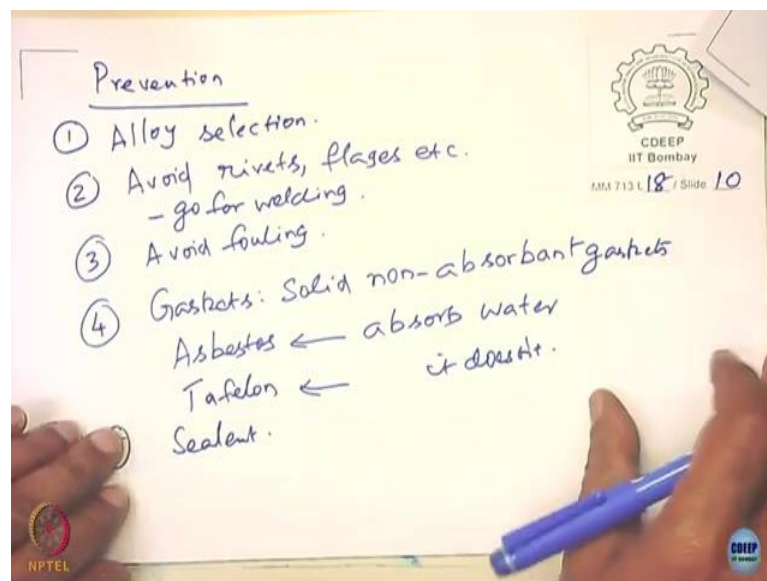 Prevention
① Alloy selection.
② Avoid rivets, flages etc.
- go for welding.
③ Avoid fouling.
④ Gaskets: Solid non-absorbant gaskets
Asbestos ← absorb water
Tafelon ← it doesn't.
Sealent.
CDEEP
IIT Bombay
MM 713 L 18 / Slide 10
NPTEL
CDEEP
IIT BOMBAY